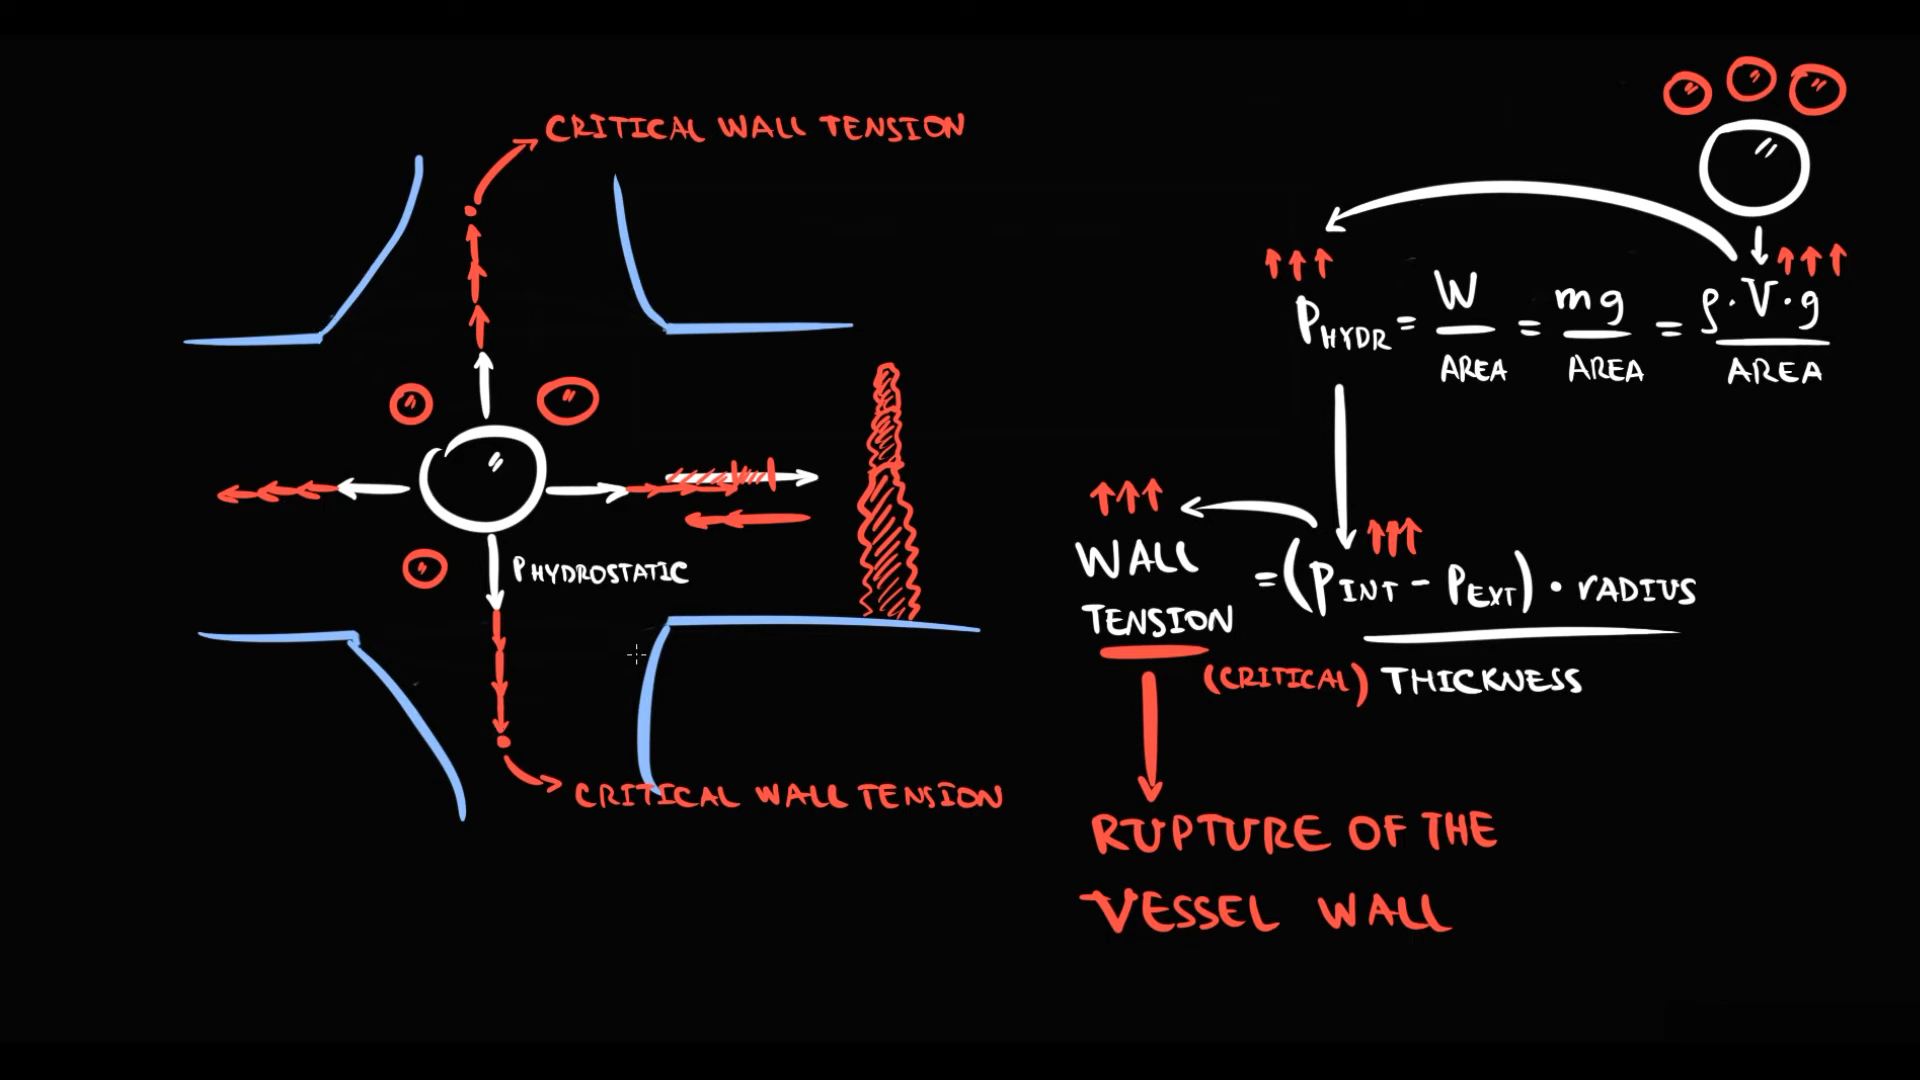 CRITICAL WALL TENSION
PHYDROSTATIC
CRITICAL WALL TENSION
PHYDR = W / AREA = mg / AREA = ρ·V·g / AREA
WALL TENSION = (PINT - PEXT) · RADIUS / THICKNESS
(CRITICAL)
RUPTURE OF THE
VESSEL WALL